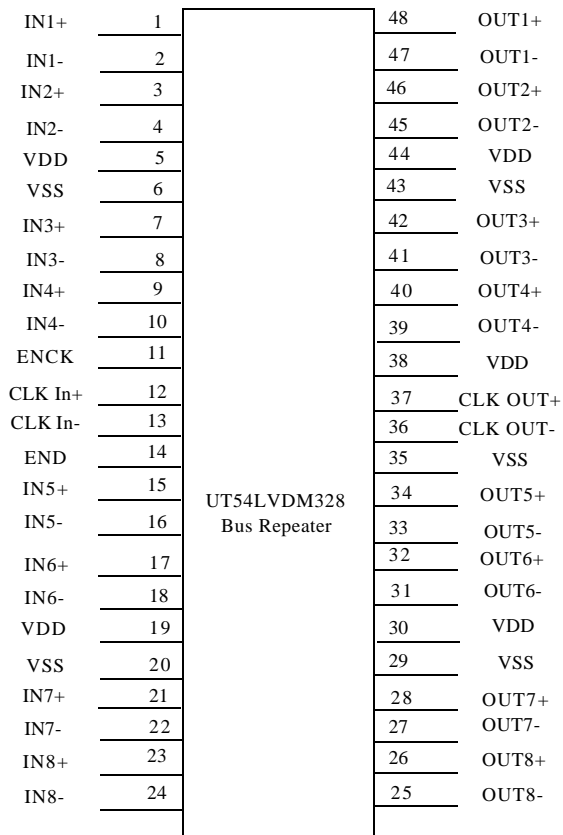 IN1+ 1 48 OUT1+
IN1- 2 47 OUT1-
IN2+ 3 46 OUT2+
IN2- 4 45 OUT2-
VDD 5 44 VDD
VSS 6 43 VSS
IN3+ 7 42 OUT3+
IN3- 8 41 OUT3-
IN4+ 9 40 OUT4+
IN4- 10 39 OUT4-
ENCK 11 38 VDD
CLK In+ 12 37 CLK OUT+
CLK In- 13 36 CLK OUT-
END 14 35 VSS
IN5+ 15 34 OUT5+
UT54LVDM328
IN5- 16 Bus Repeater 33 OUT5-
IN6+ 17 32 OUT6+
IN6- 18 31 OUT6-
VDD 19 30 VDD
VSS 20 29 VSS
IN7+ 21 28 OUT7+
IN7- 22 27 OUT7-
IN8+ 23 26 OUT8+
IN8- 24 25 OUT8-